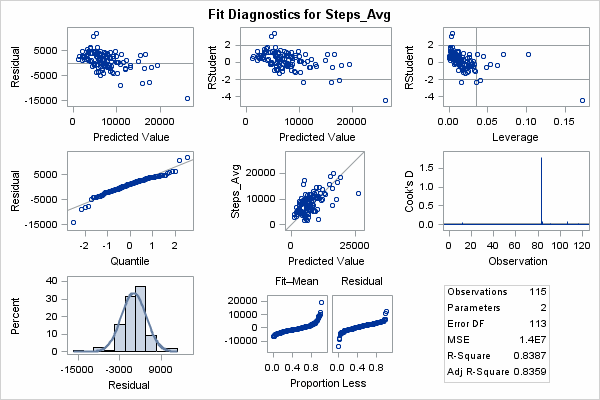 Fit Diagnostics for Steps_Avg
Residual
5000
-5000
-15000
0 10000 20000
Predicted Value
RStudent
2
0
-2
-4
0 10000 20000
Predicted Value
RStudent
2
0
-2
-4
0.00 0.05 0.10 0.15
Leverage
Residual
5000
-5000
-15000
-2 -1 0 1 2
Quantile
Steps_Avg
20000
10000
0
0 25000
Predicted Value
Cook's D
1.5
1.0
0.5
0.0
0 20 40 60 80 100 120
Observation
Percent
40
30
20
10
0
-15000 -3000 9000
Residual
Fit–Mean Residual
20000
10000
0
-10000
0.0 0.4 0.8 0.0 0.4 0.8
Proportion Less
Observations 115
Parameters 2
Error DF 113
MSE 1.4E7
R-Square 0.8387
Adj R-Square 0.8359